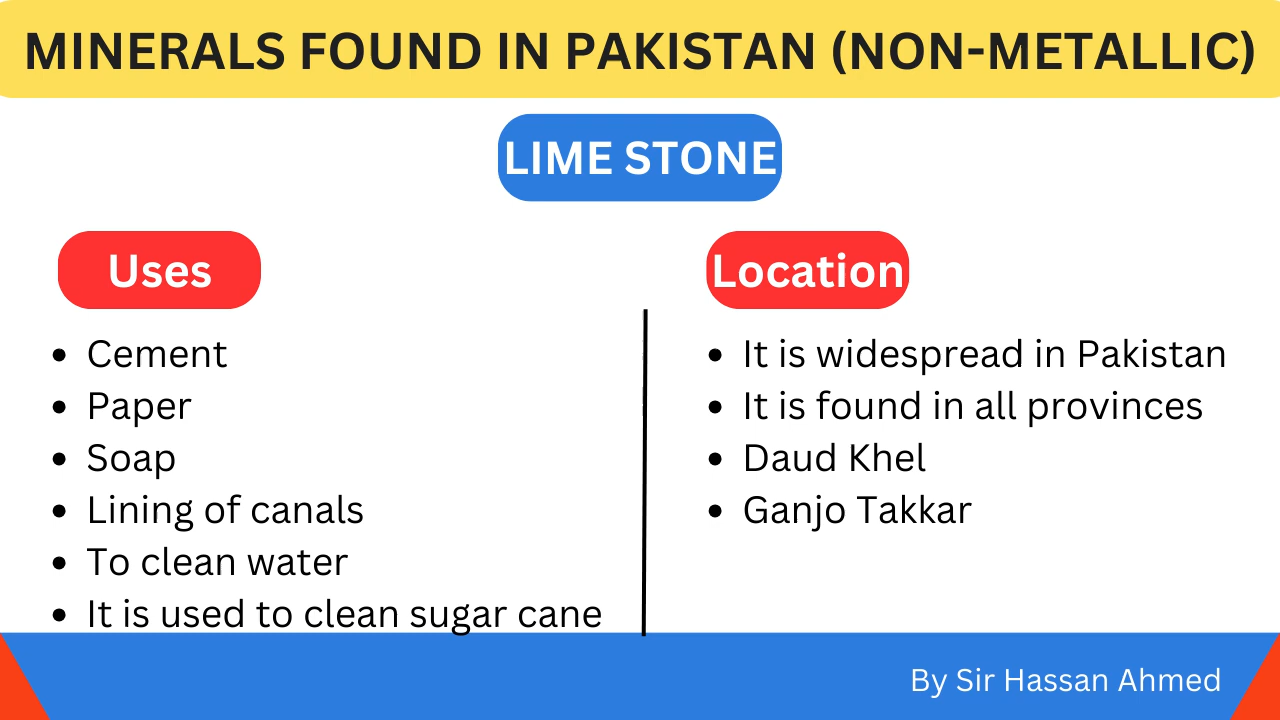 MINERALS FOUND IN PAKISTAN (NON-METALLIC)
LIME STONE
Uses
• Cement
• Paper
• Soap
• Lining of canals
• To clean water
• It is used to clean sugar cane
Location
• It is widespread in Pakistan
• It is found in all provinces
• Daud Khel
• Ganjo Takkar
By Sir Hassan Ahmed